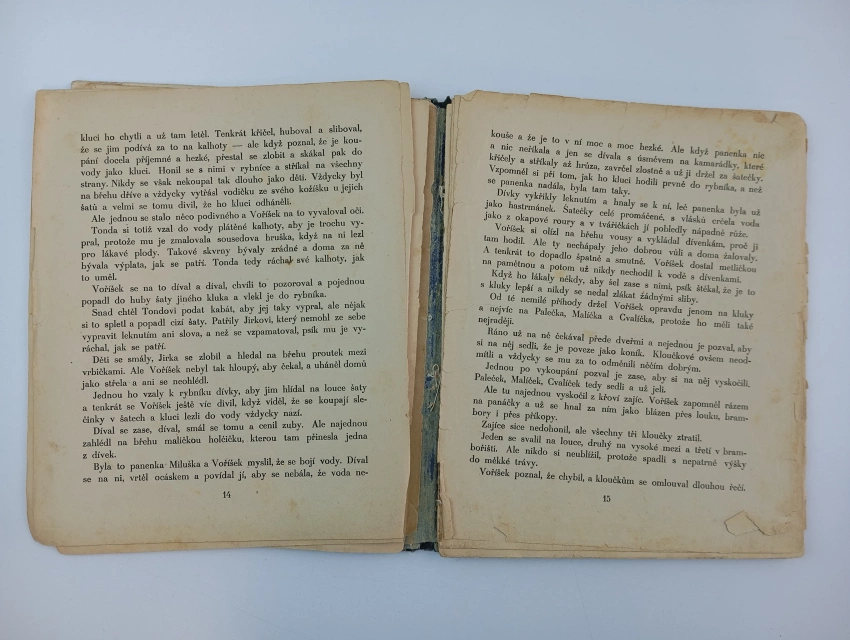 kluci ho chytli a už tam letěl. Tenkrát křičel, huboval a sliboval,
že se jim podívá za to na kalhoty — ale když poznal, že je kou-
pání docela příjemné a hezké, přestal se zlobit a skákal pak do
vody jako kluci. Honil se s nimi v rybníce a stříkal na všechny
strany. Nikdy se však nekoupal tak dlouho jako děti. Vždycky byl
na břehu dříve a vždycky vytřásl vodičku ze svého kožíšku u jejich
šatů a velmi se tomu divil, že ho kluci odháněli.
Ale jednou se stalo něco podivného a Voříšek na to vyvaloval oči.
Tonda si totiž vzal do vody plátěné kalhoty, aby je trochu vy-
pral, protože mu je zmalovala sousedova hruška, když na ni lezl
pro lákavé plody. Takové skvrny bývaly zrádné a doma za ně
bývala výplata, jak se patří. Tonda tedy ráchal své kalhoty, jak
to uměl.
Voříšek se na to díval a díval, chvíli to pozoroval a pojednou
popadl do huby šaty jiného kluka a vlekl je do rybníka.
Snad chtěl Tondovi podat kabát, aby jej taky vypral, ale nějak
si to spletl a popadl cizí šaty. Patřily Jirkovi, který nemohl ze sebe
vypravit leknutím ani slova, a než se vzpamatoval, psík mu je vy-
ráchal, jak se patří.
Děti se smály, Jirka se zlobil a hledal na břehu proutek mezi
vrbičkami. Ale Voříšek nebyl tak hloupý, aby čekal, a uháněl domů
jako střela a ani se neohlédl.
Jednou ho vzaly k rybníku dívky, aby jim hlídal na louce šaty
a tenkrát se Voříšek ještě víc divil, když viděl, že se koupají sle-
činky v šatech a kluci lezli do vody vždycky nazí.
Díval se zase, díval, smál se tomu a cenil zuby. Ale najednou
zahlédl na břehu maličkou holčičku, kterou tam přinesla jedna
z dívek.
Byla to panenka Miluška a Voříšek myslil, že se bojí vody. Díval
se na ni, vrtěl ocáskem a povídal jí, aby se nebála, že voda ne-
14
kouše a že je to v ní moc a moc hezké. Ale když panenka nic
a nic neříkala a jen se dívala s úsměvem na kamarádky, které
křičely a stříkaly až hrůza, zavrčel zlostně a už ji držel za šatečky.
Vzpomněl si při tom, jak ho kluci hodili prvně do rybníka, a než
se panenka nadála, byla tam taky.
Dívky vykřikly leknutím a hnaly se k ní, leč panenka byla už
jako hastrmánek. Šatečky celé promáčené, s vlásků crčela voda
jako z okapové roury a v tvářičkách jí pobledly nápadně růže.
Voříšek si olízl na břehu vousy a vykládal dívenkám, proč ji
tam hodil. Ale ty nechápaly jeho dobrou vůli a doma žalovaly.
A tenkrát to dopadlo špatně a smutně. Voříšek dostal metličkou
na pamětnou a potom už nikdy nechodil k vodě s dívenkami.
Když ho lákaly někdy, aby šel zase s nimi, psík štěkal, že je to
s kluky lepší a nikdy se nedal zlákat žádnými sliby.
Od té nemilé příhody držel Voříšek opravdu jenom na kluky
a nejvíc na Palečka, Malíčka a Cvalíčka, protože ho měli také
nejraději.
Ráno už na ně čekával přede dveřmi a nejednou je pozval, aby
si na něj sedli, že je poveze jako koník. Kloučkové ovšem neod-
mítli a vždycky se mu za to odměnili něčím dobrým.
Jednou po vykoupání pozval je zase, aby si na něj vyskočili.
Paleček, Malíček, Cvalíček tedy sedli a už jeli.
Ale tu najednou vyskočil z křoví zajíc. Voříšek zapomněl rázem
na panáčky a už se hnal za ním jako blázen přes louku, bram-
bory i přes příkopy.
Zajíce sice nedohonil, ale všechny tři kloučky ztratil.
Jeden se svalil na louce, druhý na vysoké mezi a třetí v bram-
bořišti. Ale nikdo si neublížil, protože spadli s nepatrné výšky
do měkké trávy.
Voříšek poznal, že chybil, a kloučkům se omlouval dlouhou řečí.
15